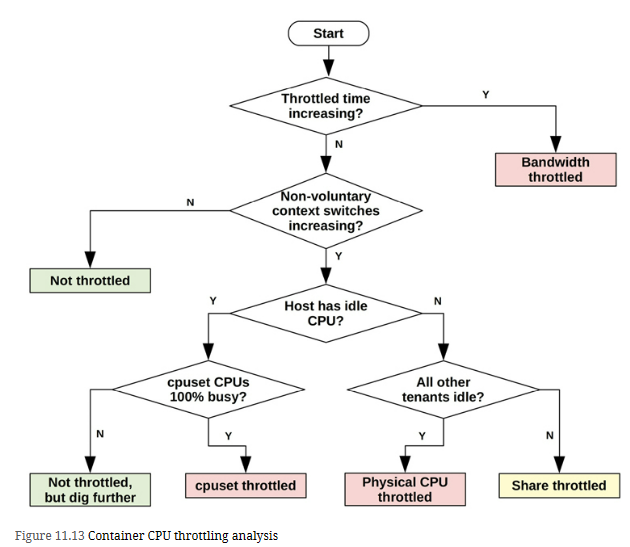 Start
Throttled time
increasing?
Y
N
Bandwidth
throttled
Non-voluntary
context switches
increasing?
N
Y
Not throttled
Host has idle
CPU?
Y
N
cpuset CPUs
100% busy?
All other
tenants idle?
N
Y
Y
N
Not throttled,
but dig further
cpuset throttled
Physical CPU
throttled
Share throttled
Figure 11.13 Container CPU throttling analysis